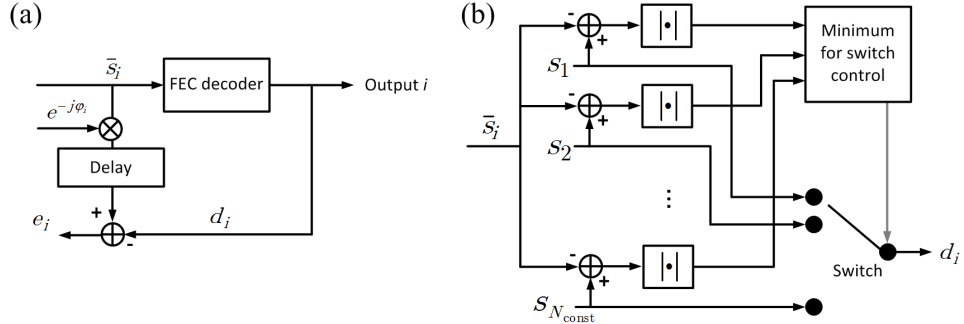 (a)
s̄ᵢ
FEC decoder
Output i
e^{-jφᵢ}
Delay
+
-
eᵢ
dᵢ
(b)
s̄ᵢ
-
+
|•|
s₁
-
+
|•|
s₂
⋮
-
+
|•|
s_{N_const}
Minimum
for switch
control
Switch
dᵢ